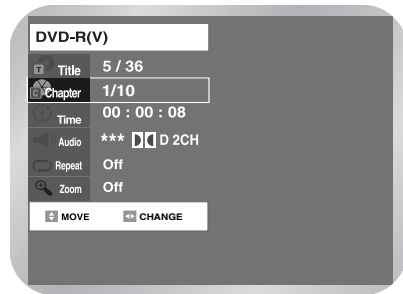 DVD-R(V)
T Title 5 / 36
C Chapter 1/10
Time 00 : 00 : 08
Audio *** D 2CH
Repeat Off
Zoom Off
MOVE CHANGE